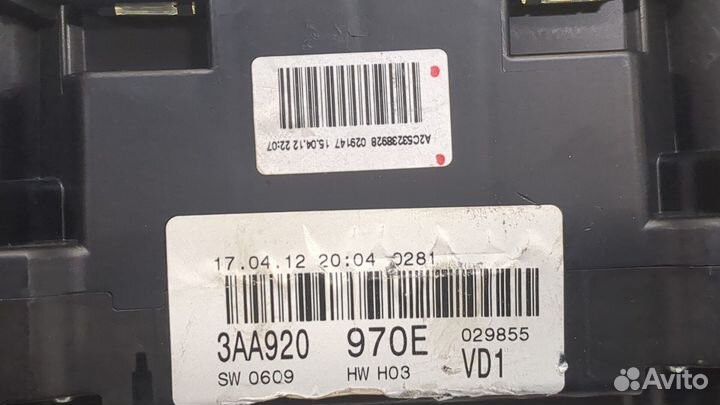 A2C53238928 029147 15.04.12 22:07
17.04.12 20:04 0281
3AA920 970E 029855
SW 0609 HW H03 VD1
Avito